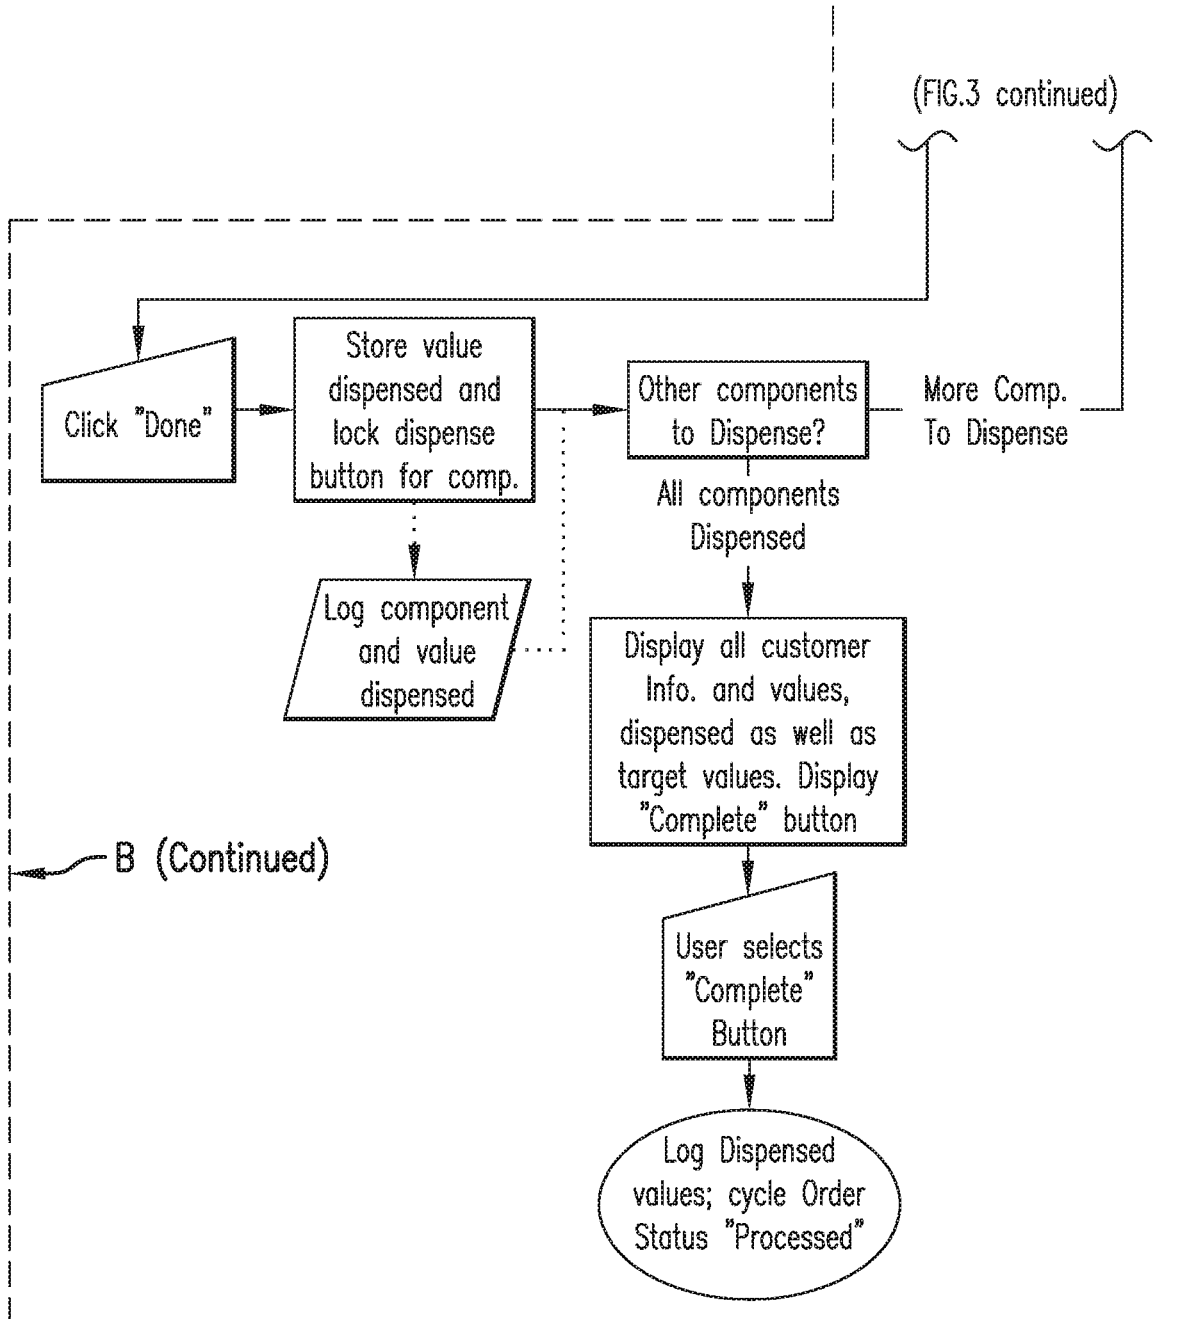 (FIG.3 continued)
Click "Done"
Store value
dispensed and
lock dispense
button for comp.
Other components
to Dispense?
More Comp.
To Dispense
All components
Dispensed
Log component
and value
dispensed
Display all customer
Info. and values,
dispensed as well as
target values. Display
"Complete" button
B (Continued)
User selects
"Complete"
Button
Log Dispensed
values; cycle Order
Status "Processed"